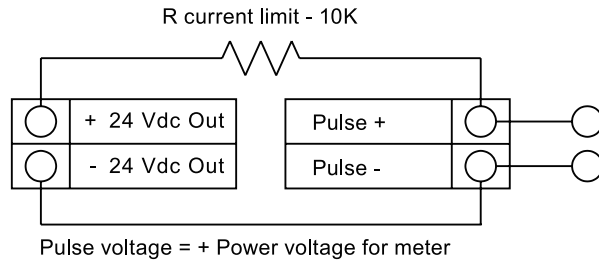 R current limit - 10K
+ 24 Vdc Out
Pulse +
- 24 Vdc Out
Pulse -
Pulse voltage = + Power voltage for meter